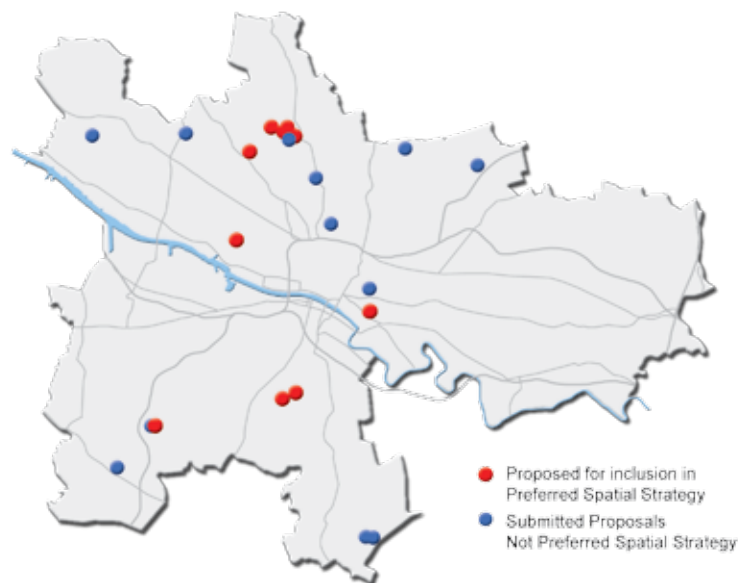 Proposed for inclusion in
Preferred Spatial Strategy
Submitted Proposals
Not Preferred Spatial Strategy